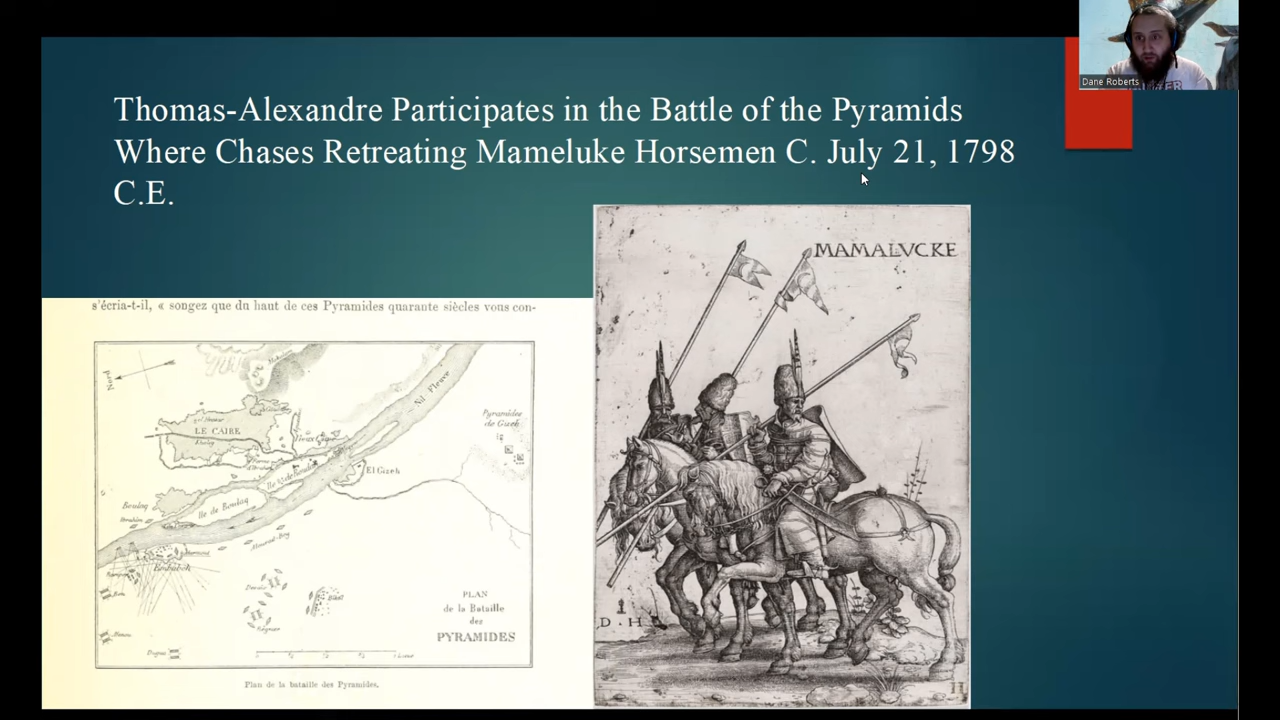 Dane Roberts
Thomas-Alexandre Participates in the Battle of the Pyramids
Where Chases Retreating Mameluke Horsemen C. July 21, 1798
C.E.
s'écria-t-il, « songez que du haut de ces Pyramides quarante siècles vous con-
Nord
LE CAIRE
Nil Fleuve
Pyramides
de Gizeh
El Gizeh
Boulaq
Ile de Boulaq
Mourad-Bey
Embabeh
PLAN
de la Bataille
des
PYRAMIDES
Plan de la bataille des Pyramides.
MAMALVCKE
D H